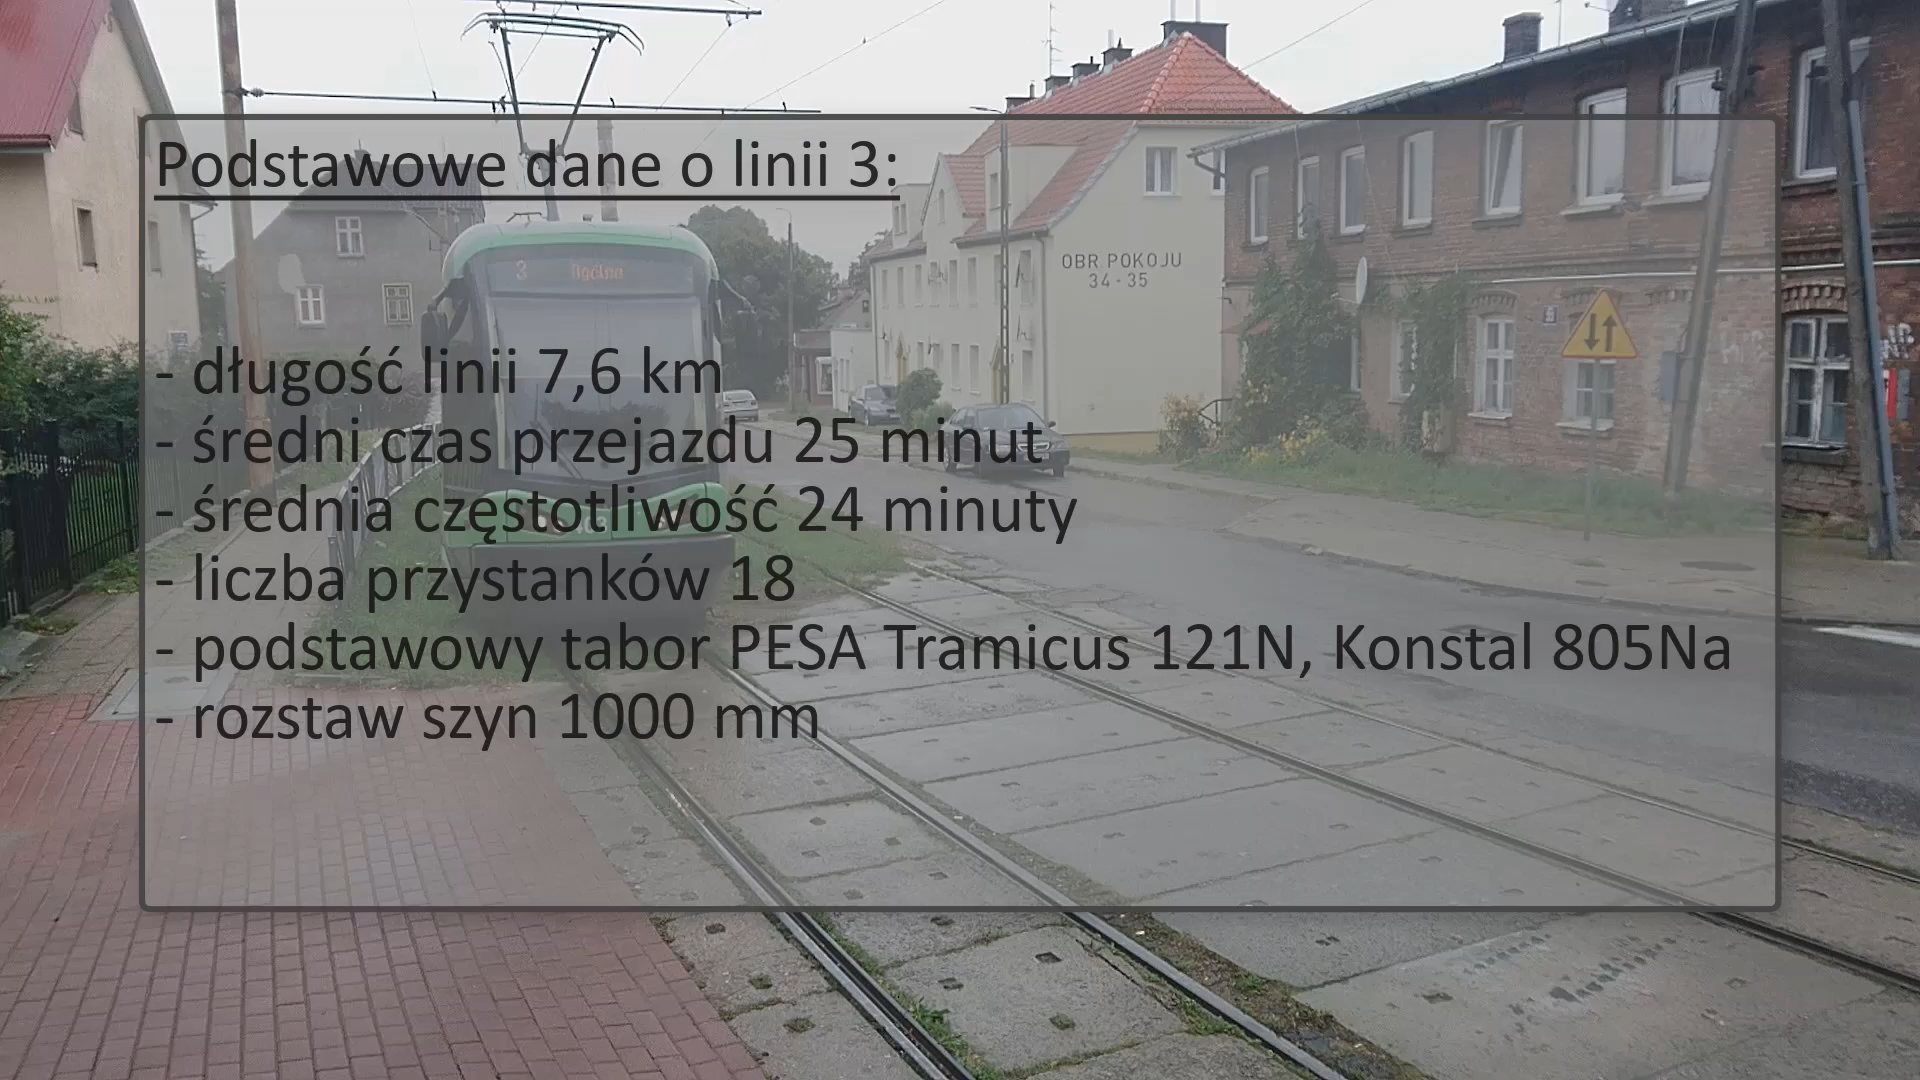 Podstawowe dane o linii 3:
3 Ogólna
OBR POKOJU
34-35
- długość linii 7,6 km
- średni czas przejazdu 25 minut
- średnia częstotliwość 24 minuty
- liczba przystanków 18
- podstawowy tabor PESA Tramicus 121N, Konstal 805Na
- rozstaw szyn 1000 mm